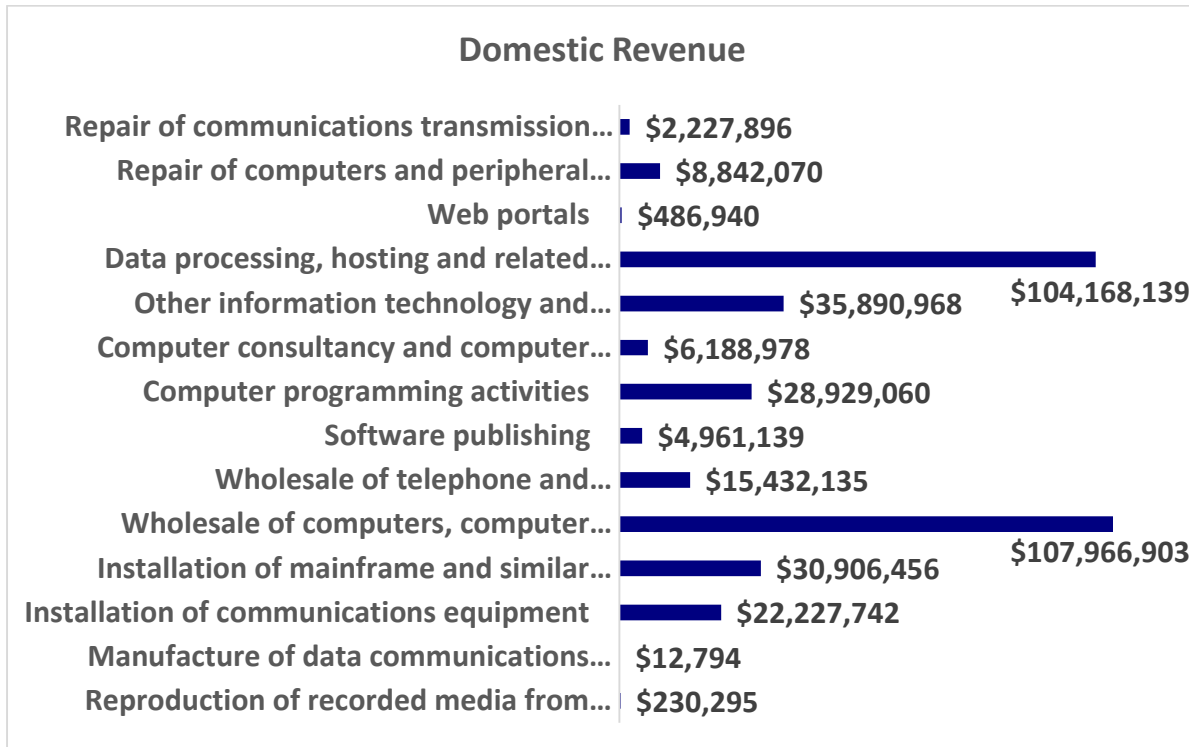 Domestic Revenue
Repair of communications transmission... $2,227,896
Repair of computers and peripheral... $8,842,070
Web portals $486,940
Data processing, hosting and related... $104,168,139
Other information technology and... $35,890,968
Computer consultancy and computer... $6,188,978
Computer programming activities $28,929,060
Software publishing $4,961,139
Wholesale of telephone and... $15,432,135
Wholesale of computers, computer... $107,966,903
Installation of mainframe and similar... $30,906,456
Installation of communications equipment $22,227,742
Manufacture of data communications... $12,794
Reproduction of recorded media from... $230,295